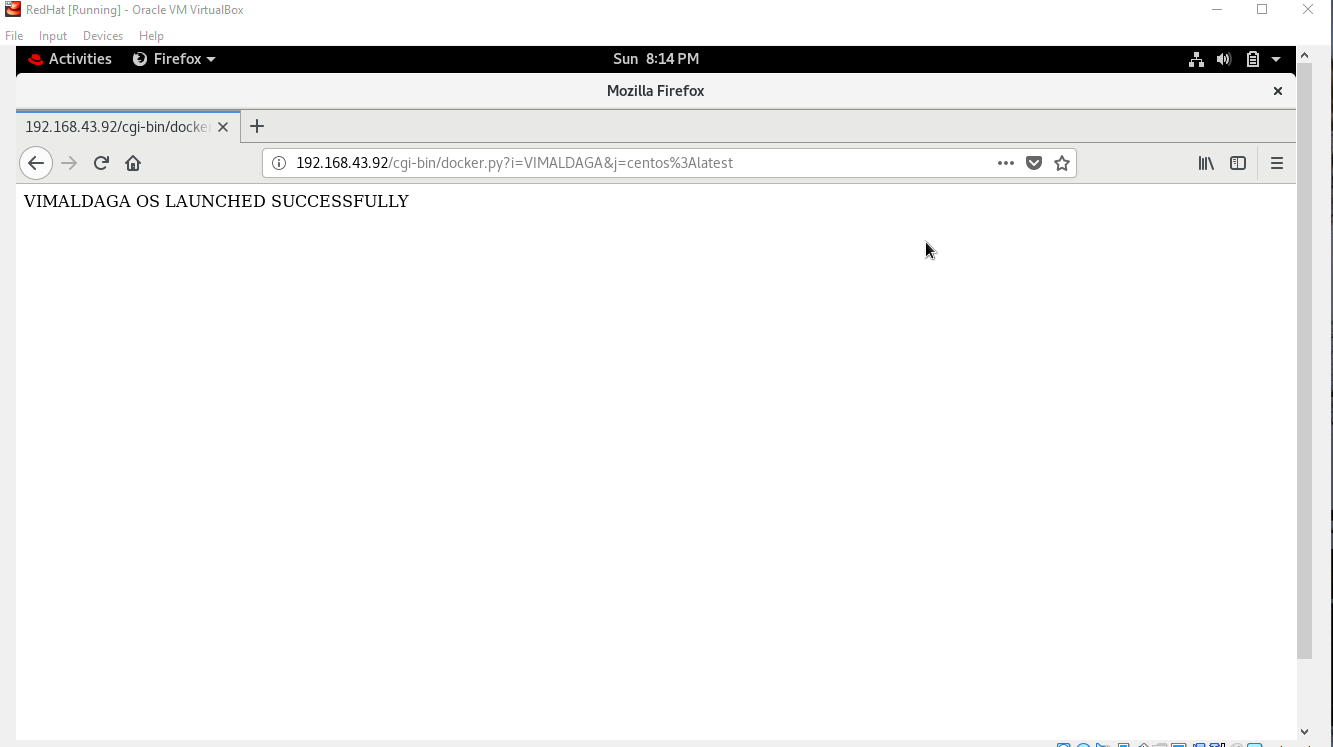 RedHat [Running] - Oracle VM VirtualBox
File Input Devices Help
Activities Firefox Sun 8:14 PM
Mozilla Firefox
192.168.43.92/cgi-bin/docke
192.168.43.92/cgi-bin/docker.py?i=VIMALDAGA&j=centos%3Alatest
VIMALDAGA OS LAUNCHED SUCCESSFULLY